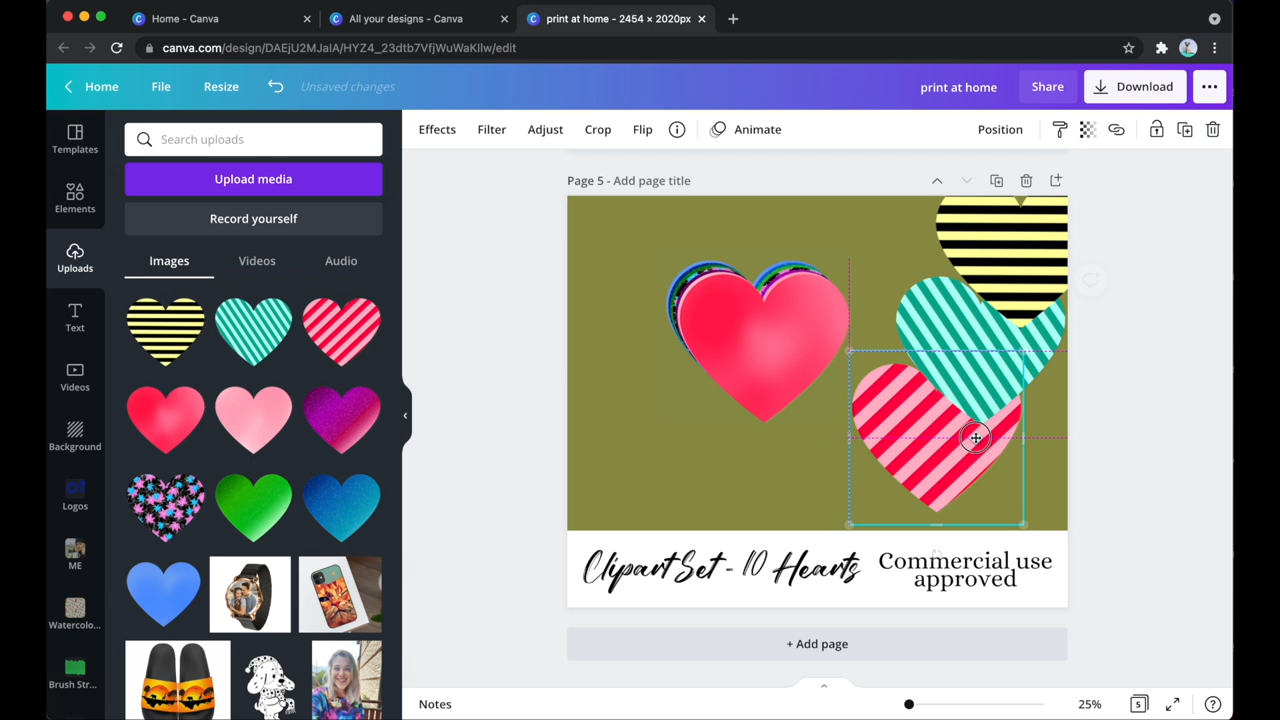 Home - Canva
All your designs - Canva
print at home - 2454 × 2020px
canva.com/design/DAEjU2MJalA/HYZ4_23dtb7VfjWuWaKIlw/edit
Home File Resize Unsaved changes print at home Share Download
Templates
Elements
Uploads
Text
Videos
Background
Logos
ME
Watercolo...
Brush Str...
Search uploads
Upload media
Record yourself
Images Videos Audio
Effects Filter Adjust Crop Flip Animate Position
Page 5 - Add page title
Clipart Set - 10 Hearts
Commercial use
approved
+ Add page
Notes 25% 5